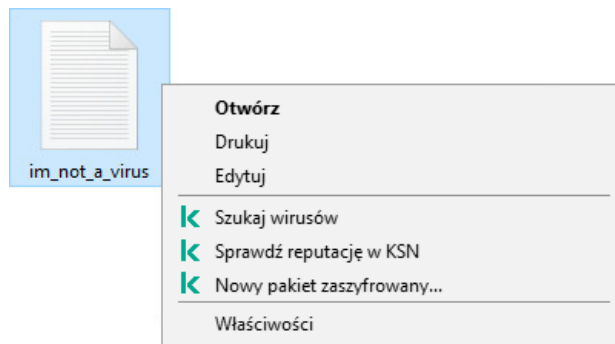 im_not_a_virus
Otwórz
Drukuj
Edytuj
Szukaj wirusów
Sprawdź reputację w KSN
Nowy pakiet zaszyfrowany...
Właściwości